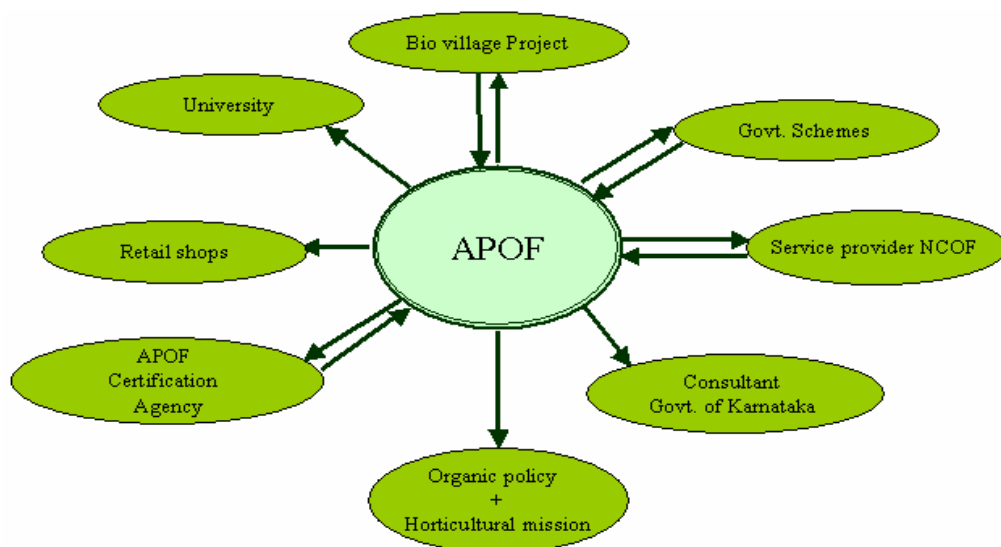 Bio village Project
University
Govt. Schemes
APOF
Retail shops
Service provider NCOF
APOF
Certification
Agency
Consultant
Govt. of Karnataka
Organic policy
+
Horticultural mission